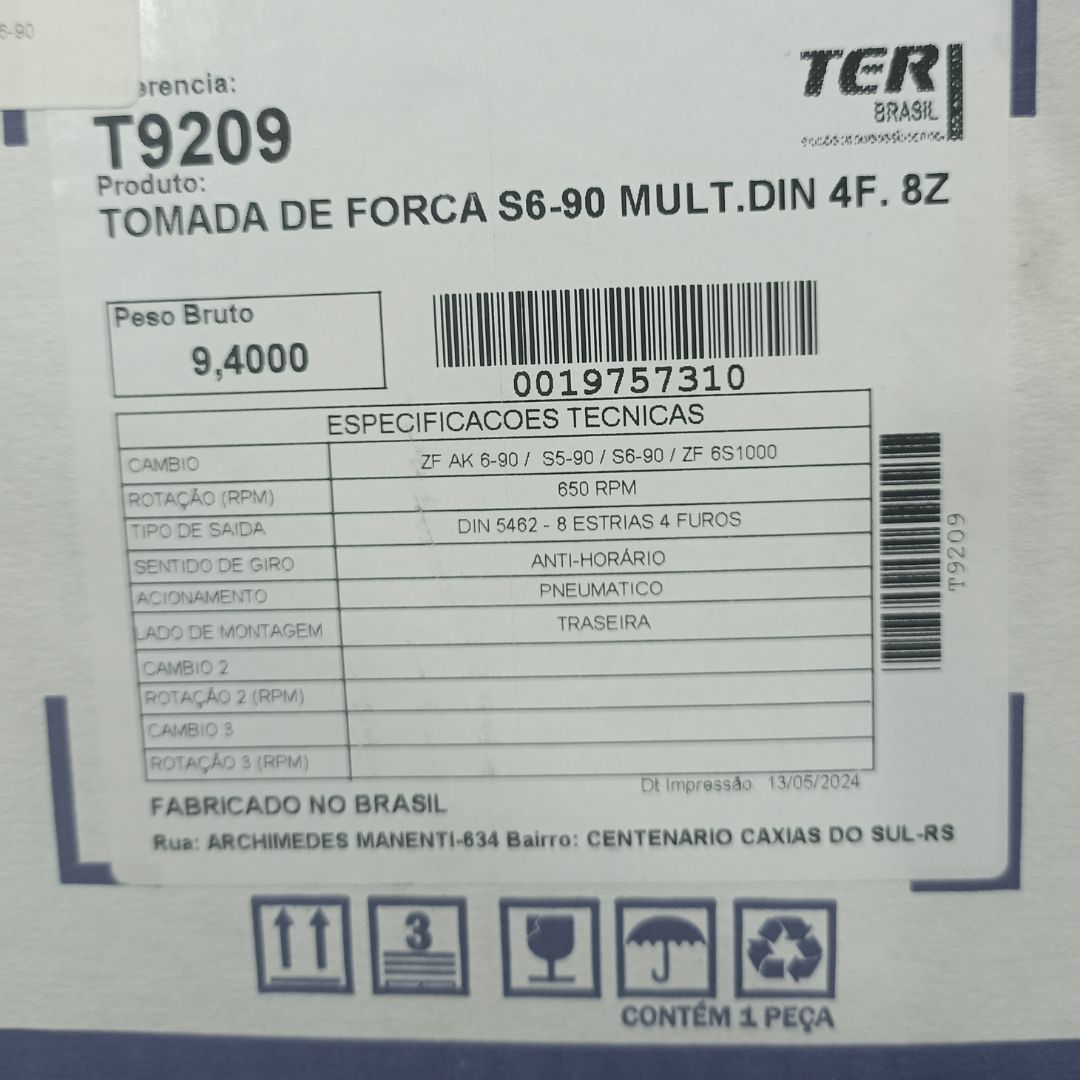 6-90
erencia:
TER
BRASIL
T9209
Produto:
TOMADA DE FORCA S6-90 MULT.DIN 4F. 8Z
Peso Bruto
9,4000
0019757310
ESPECIFICACOES TECNICAS
CAMBIO ZF AK 6-90 / S5-90 / S6-90 / ZF 6S1000
ROTAÇÃO (RPM) 650 RPM
TIPO DE SAIDA DIN 5462 - 8 ESTRIAS 4 FUROS
SENTIDO DE GIRO ANTI-HORÁRIO
ACIONAMENTO PNEUMATICO
LADO DE MONTAGEM TRASEIRA
CAMBIO 2
ROTAÇÃO 2 (RPM)
CAMBIO 3
ROTAÇÃO 3 (RPM)
T9209
Dt Impressão 13/05/2024
FABRICADO NO BRASIL
Rua: ARCHIMEDES MANENTI-634 Bairro: CENTENARIO CAXIAS DO SUL-RS
3
CONTÉM 1 PEÇA